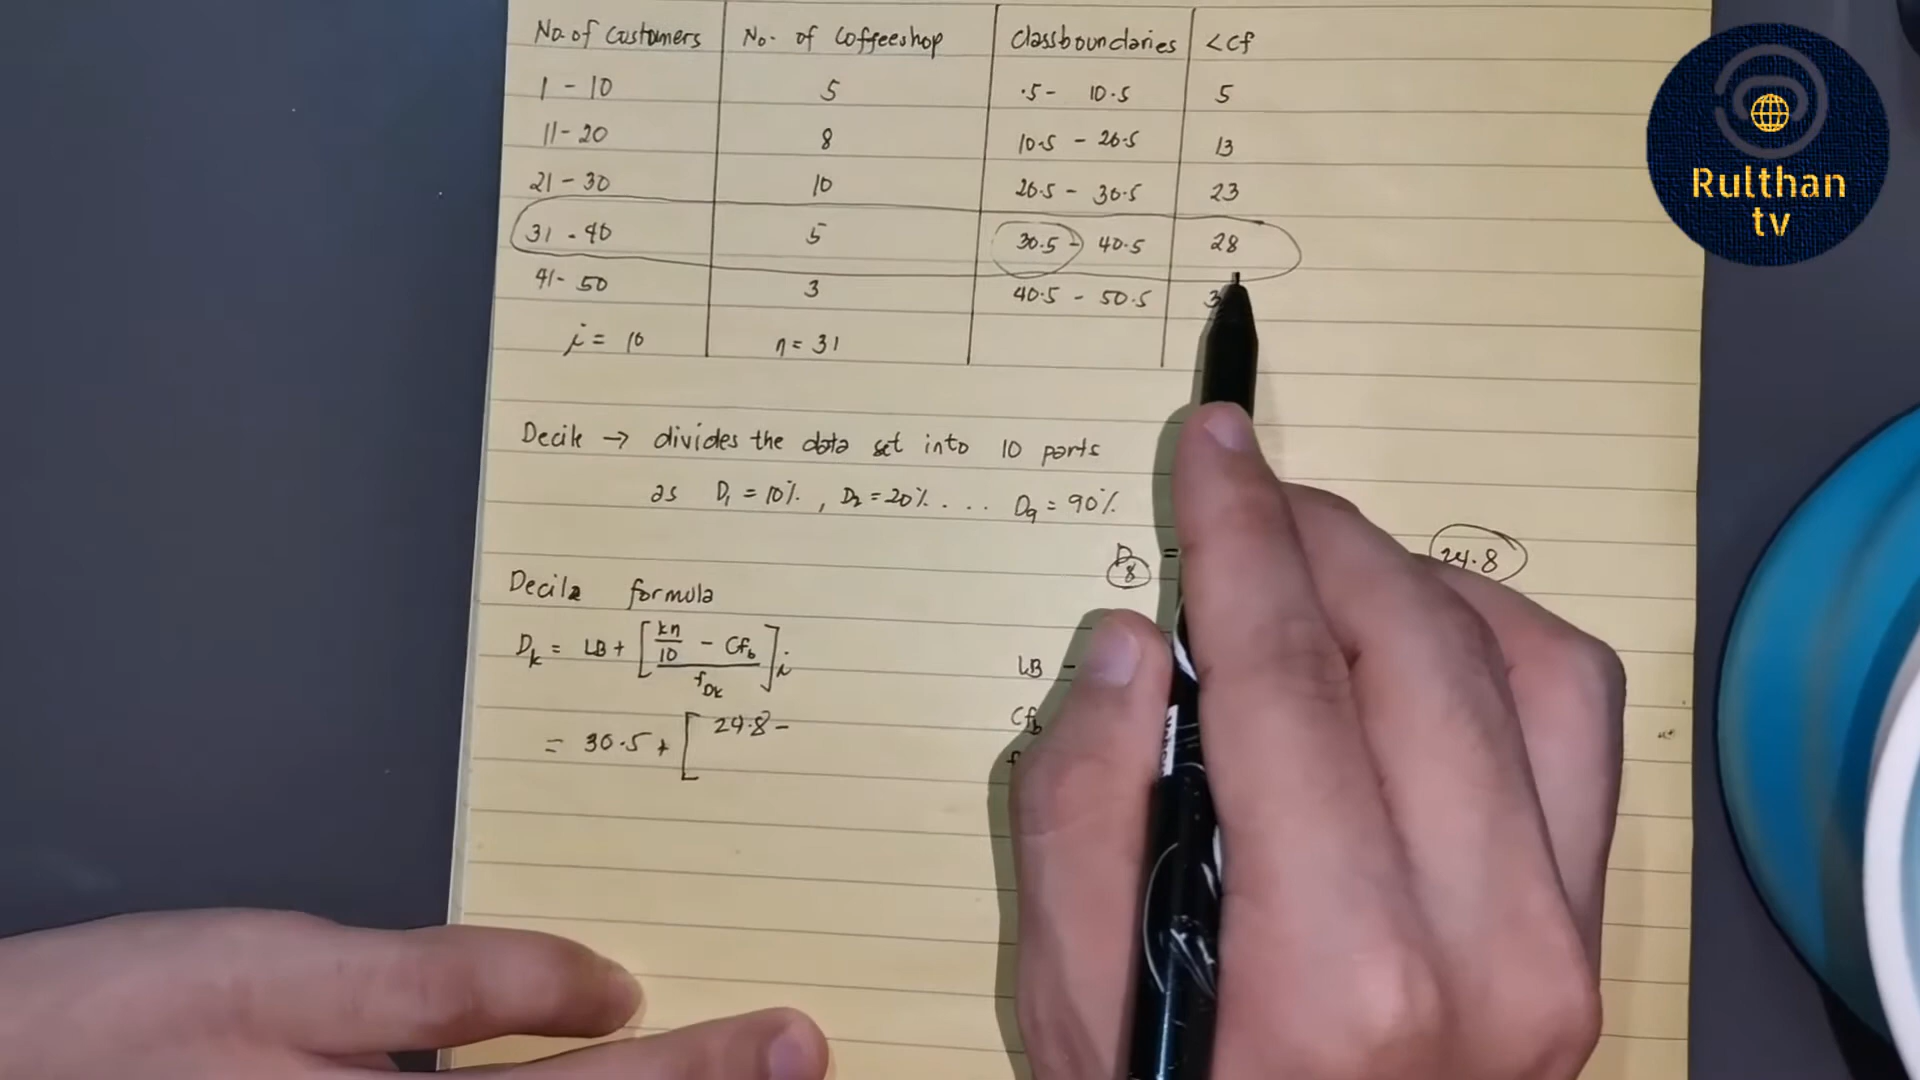 No. of Customers No. of Coffeeshop Classboundaries <Cf
1 - 10 5 .5 - 10.5 5
11 - 20 8 10.5 - 20.5 13
21 - 30 10 20.5 - 30.5 23
31 - 40 5 30.5 - 40.5 28
41 - 50 3 40.5 - 50.5 3
i = 10 n = 31
Decile → divides the data set into 10 parts
as D1 = 10%, D2 = 20% .... D9 = 90%
D8 = 24.8
Decile formula
Dk = LB + [kn/10 - Cfb / fDk] i
LB -
Cfb
= 30.5 + [ 24.8 -
Rulthan
tv